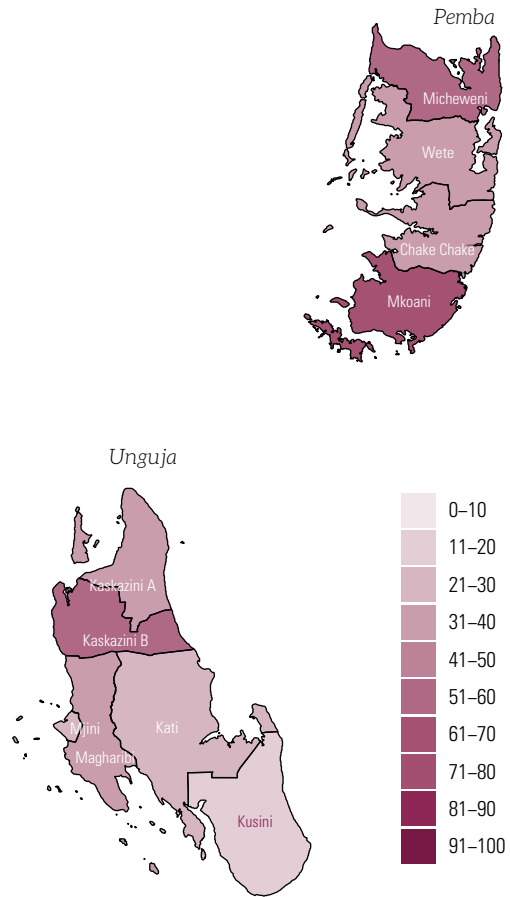 Pemba
Micheweni
Wete
Chake Chake
Mkoani
Unguja
Kaskazini A
Kaskazini B
Mjini
Kati
Magharibi
Kusini
0–10
11–20
21–30
31–40
41–50
51–60
61–70
71–80
81–90
91–100